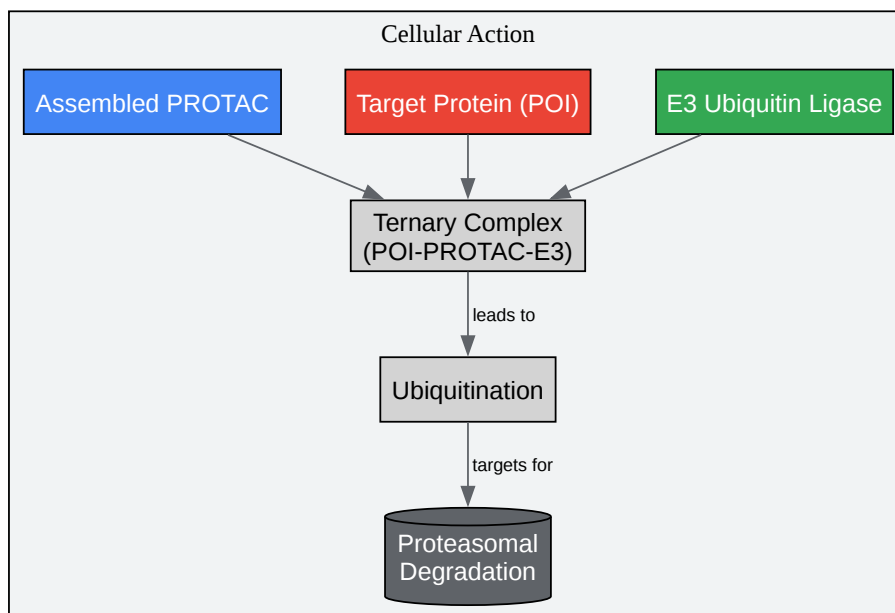 Cellular Action
Assembled PROTAC
Target Protein (POI)
E3 Ubiquitin Ligase
Ternary Complex
(POI-PROTAC-E3)
leads to
Ubiquitination
targets for
Proteasomal
Degradation